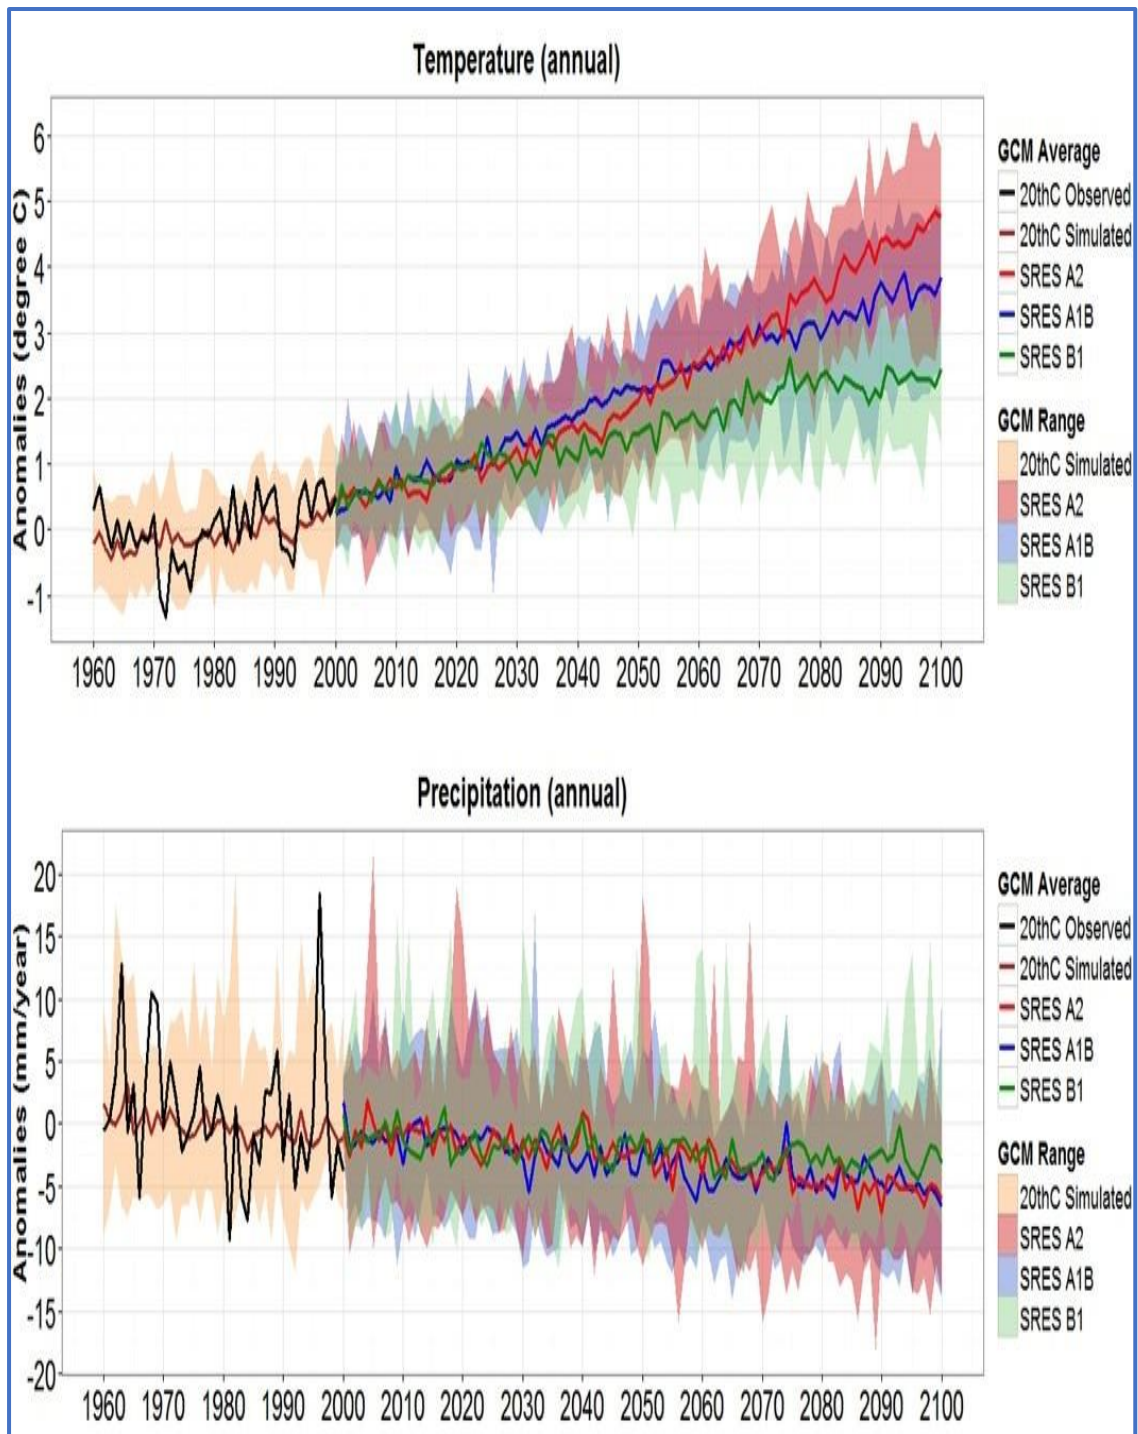 Temperature (annual)
Anomalies (degree C)
6
5
4
3
2
1
0
-1
1960 1970 1980 1990 2000 2010 2020 2030 2040 2050 2060 2070 2080 2090 2100
GCM Average
20thC Observed
20thC Simulated
SRES A2
SRES A1B
SRES B1
GCM Range
20thC Simulated
SRES A2
SRES A1B
SRES B1
Precipitation (annual)
Anomalies (mm/year)
20
15
10
5
0
-5
-10
-15
-20
1960 1970 1980 1990 2000 2010 2020 2030 2040 2050 2060 2070 2080 2090 2100
GCM Average
20thC Observed
20thC Simulated
SRES A2
SRES A1B
SRES B1
GCM Range
20thC Simulated
SRES A2
SRES A1B
SRES B1